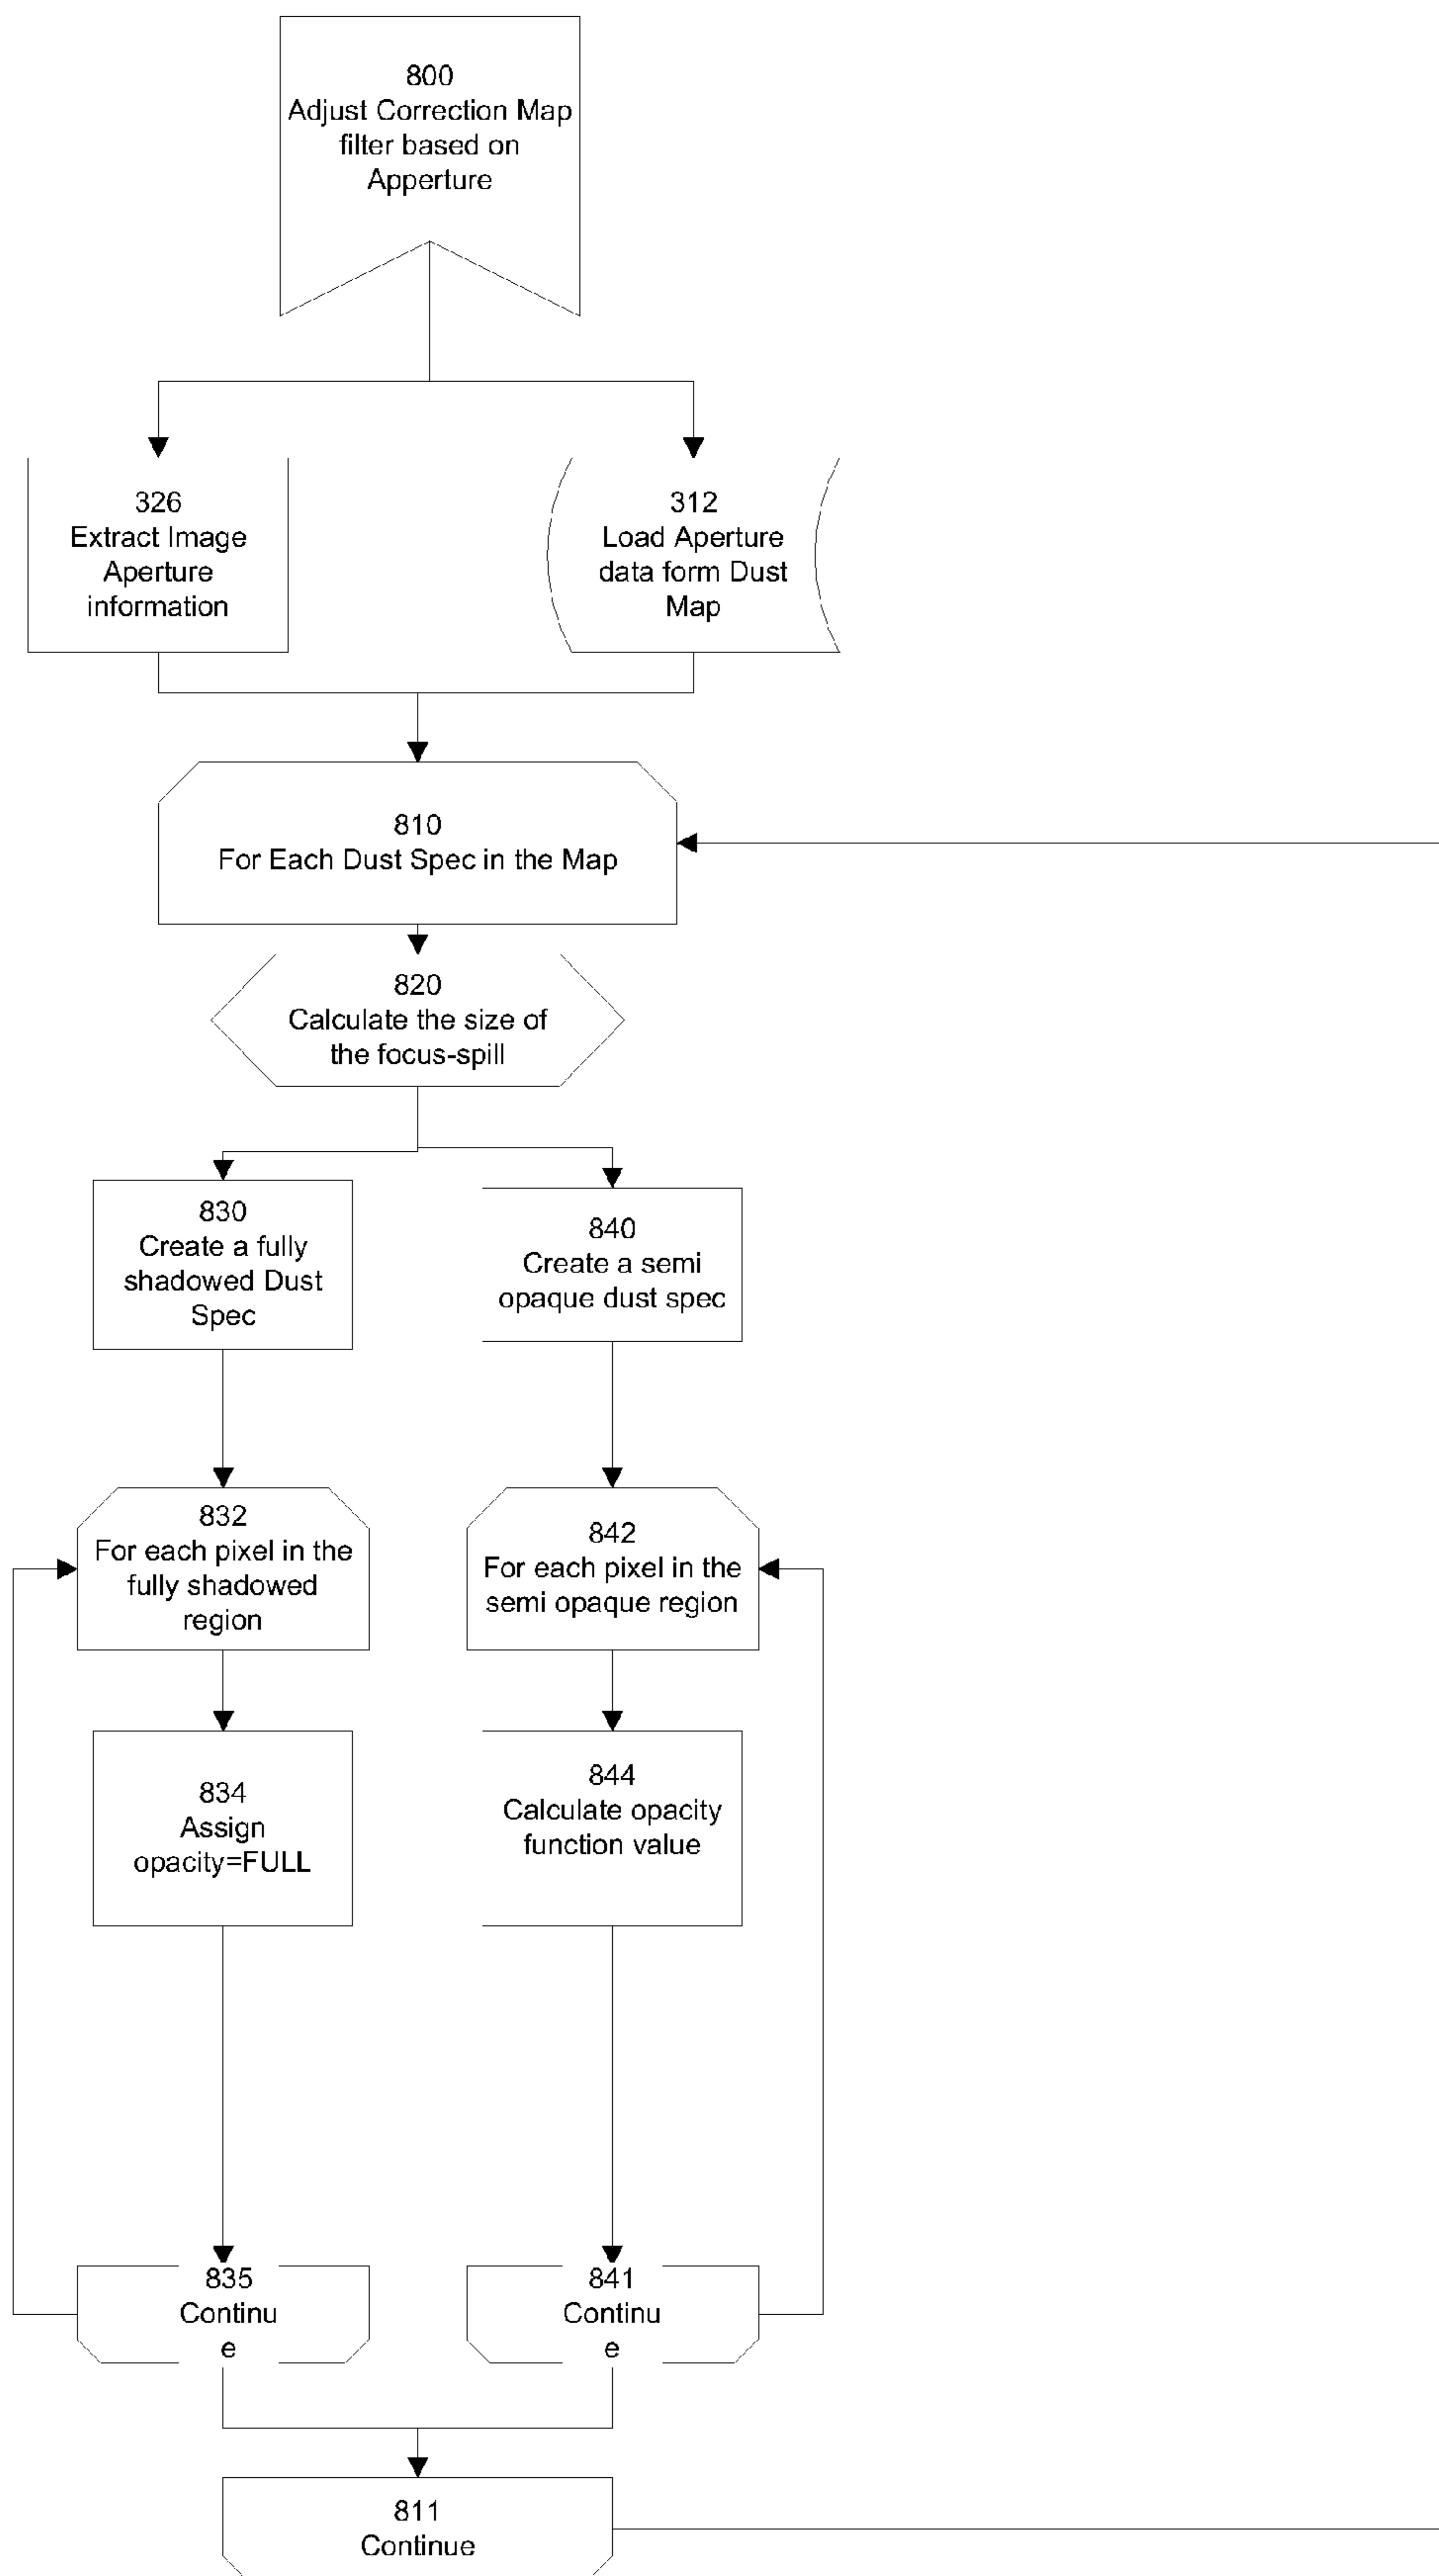 800
Adjust Correction Map
filter based on
Apperture
326
Extract Image
Aperture
information
312
Load Aperture
data form Dust
Map
810
For Each Dust Spec in the Map
820
Calculate the size of
the focus-spill
830
Create a fully
shadowed Dust
Spec
840
Create a semi
opaque dust spec
832
For each pixel in the
fully shadowed
region
842
For each pixel in the
semi opaque region
834
Assign
opacity=FULL
844
Calculate opacity
function value
835
Continu
e
841
Continu
e
811
Continue